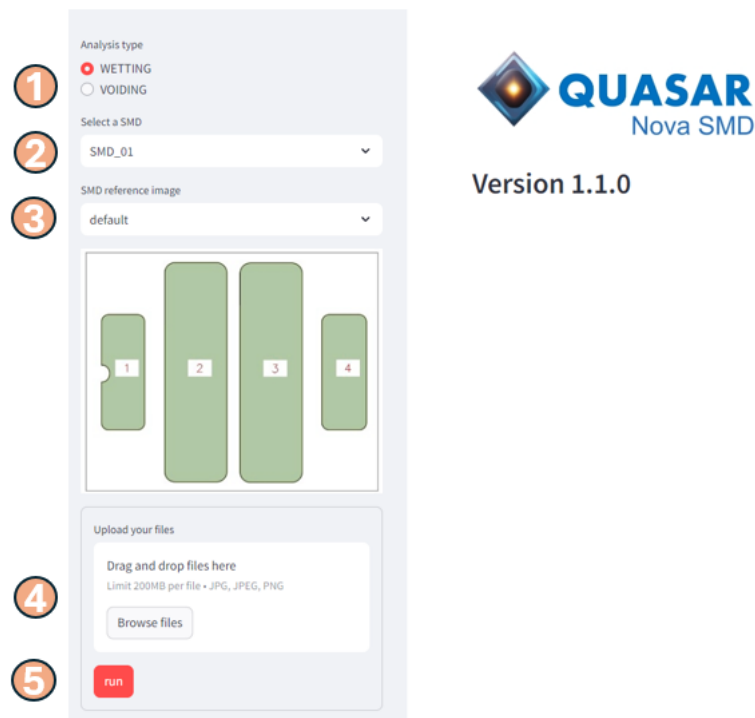 Analysis type
1
WETTING
VOIDING
Select a SMD
2
SMD_01
SMD reference image
3
default
1
2
3
4
Upload your files
Drag and drop files here
4
Limit 200MB per file • JPG, JPEG, PNG
Browse files
5
run
QUASAR
Nova SMD
Version 1.1.0